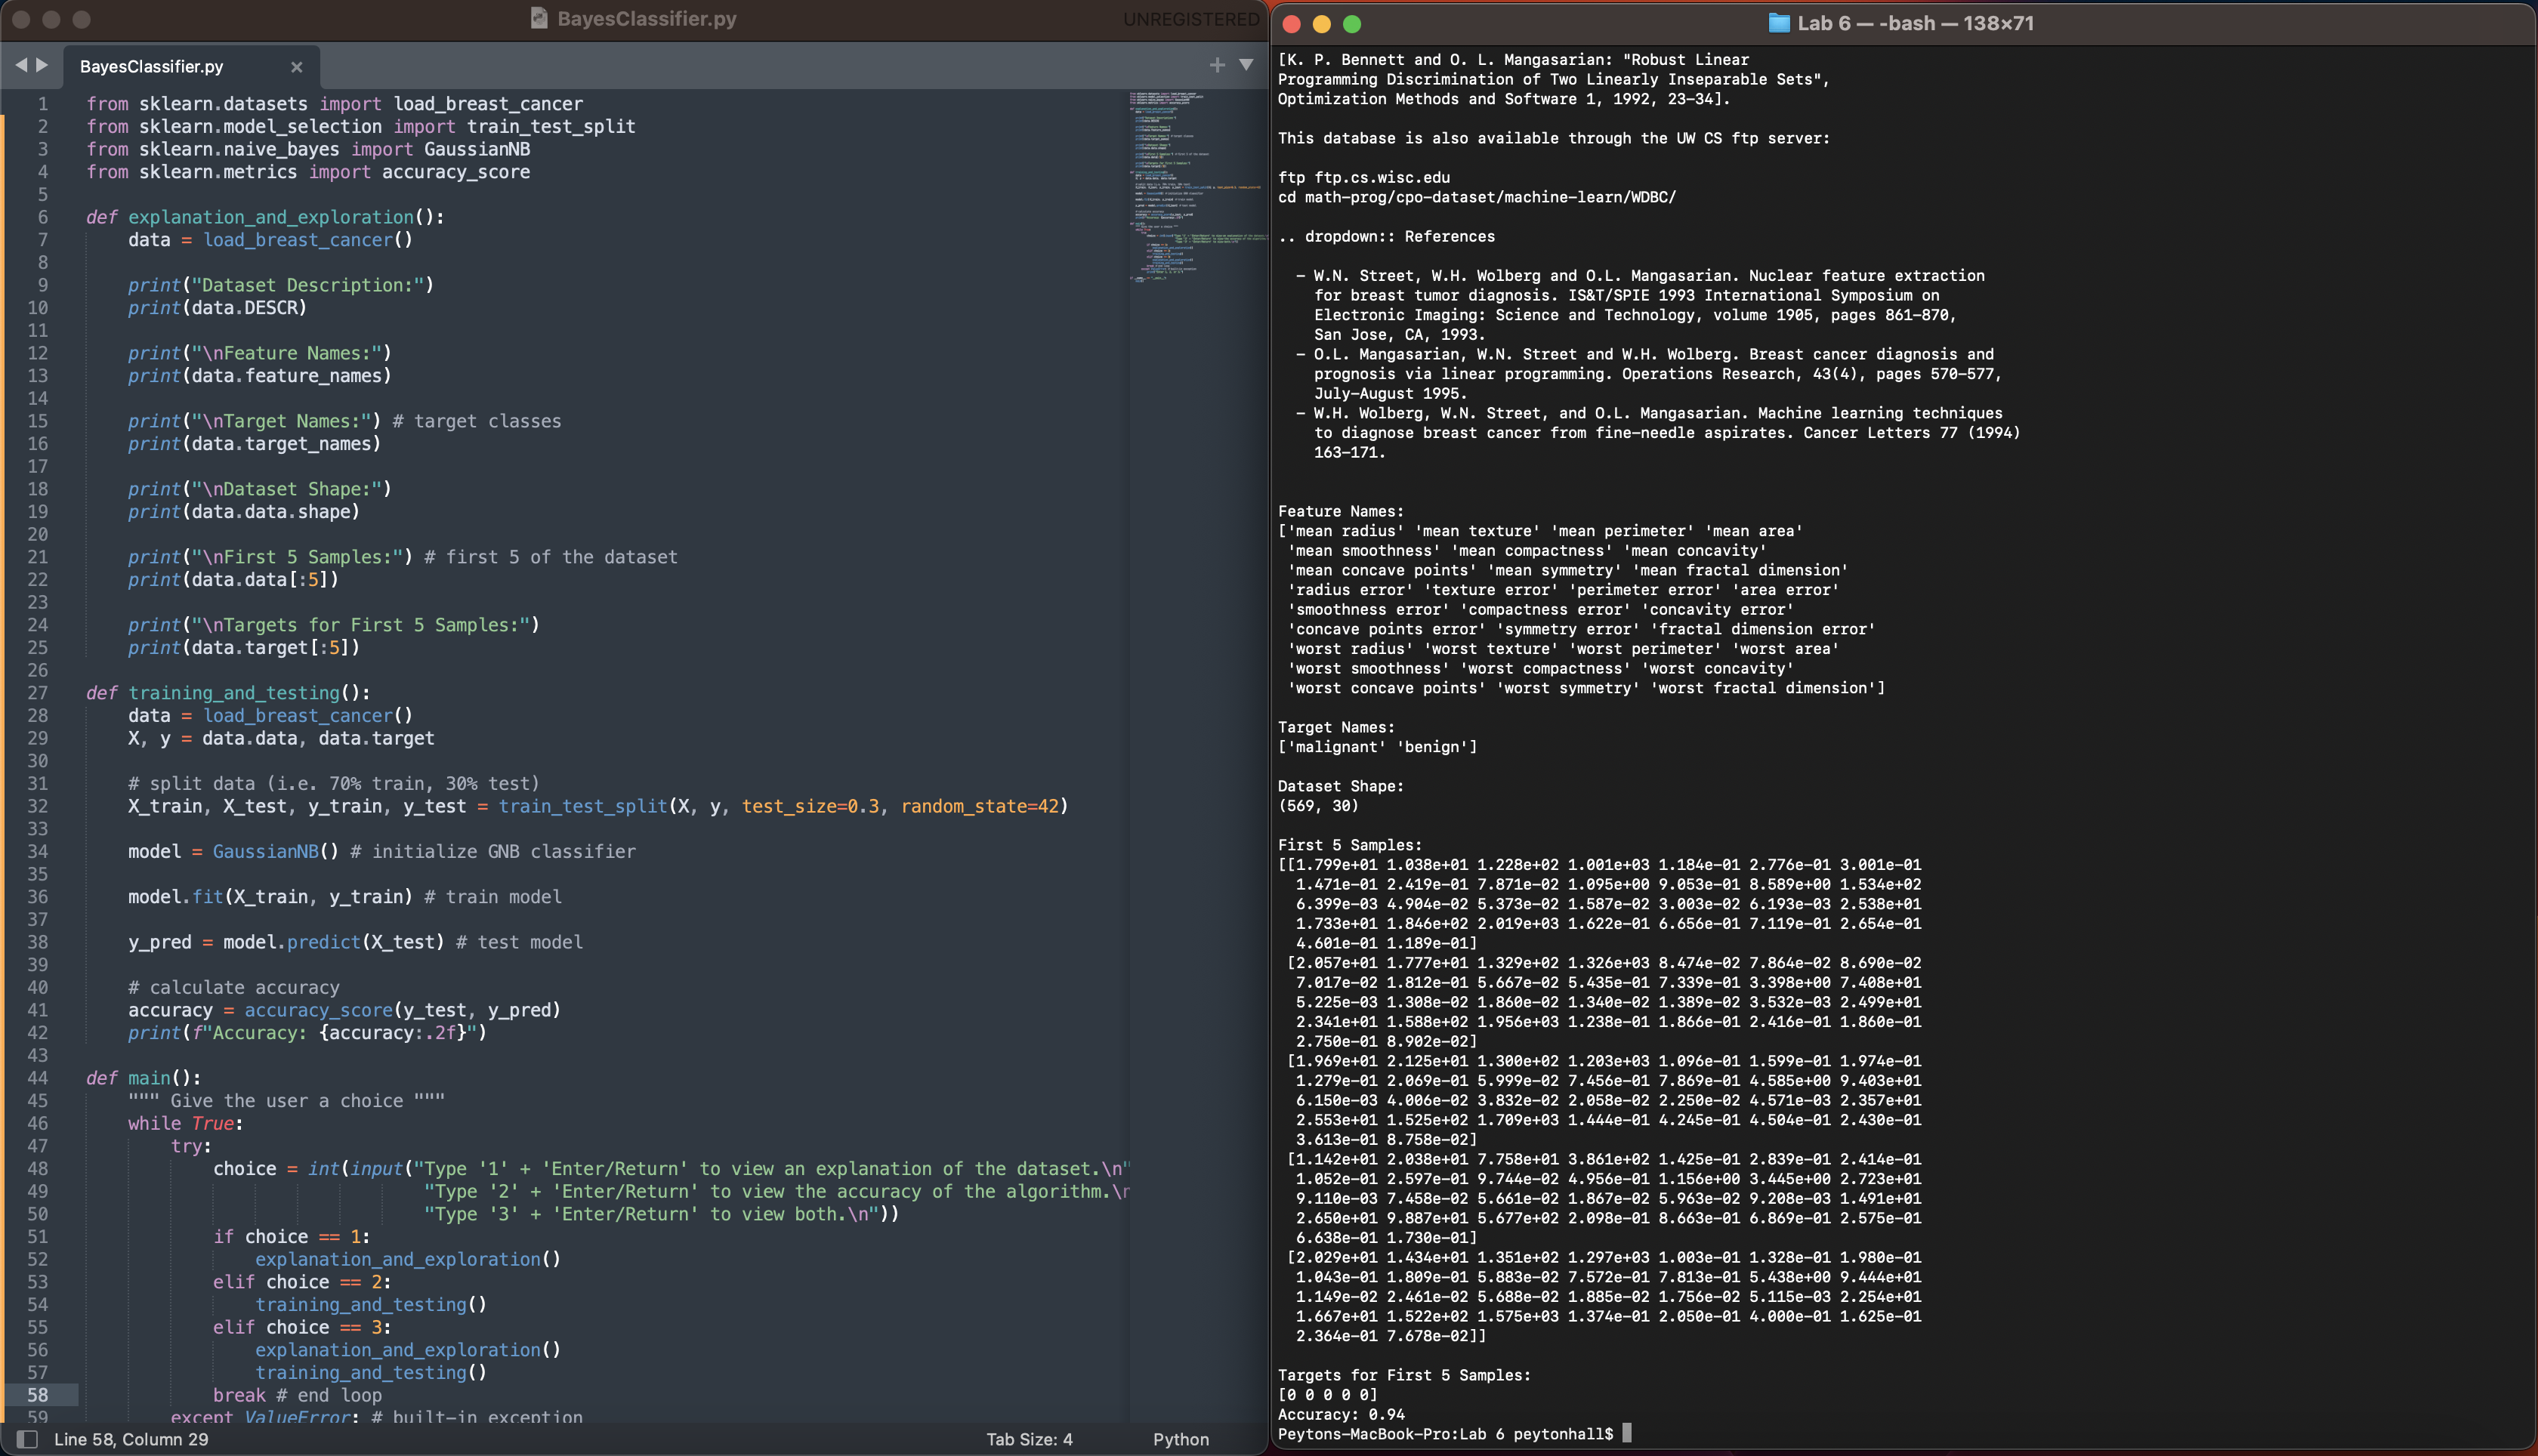 BayesClassifier.py
UNREGISTERED
BayesClassifier.py
1 from sklearn.datasets import load_breast_cancer
2 from sklearn.model_selection import train_test_split
3 from sklearn.naive_bayes import GaussianNB
4 from sklearn.metrics import accuracy_score
5
6 def explanation_and_exploration():
7     data = load_breast_cancer()
8
9     print("Dataset Description:")
10     print(data.DESCR)
11
12     print("\nFeature Names:")
13     print(data.feature_names)
14
15     print("\nTarget Names:") # target classes
16     print(data.target_names)
17
18     print("\nDataset Shape:")
19     print(data.data.shape)
20
21     print("\nFirst 5 Samples:") # first 5 of the dataset
22     print(data.data[:5])
23
24     print("\nTargets for First 5 Samples:")
25     print(data.target[:5])
26
27 def training_and_testing():
28     data = load_breast_cancer()
29     X, y = data.data, data.target
30
31     # split data (i.e. 70% train, 30% test)
32     X_train, X_test, y_train, y_test = train_test_split(X, y, test_size=0.3, random_state=42)
33
34     model = GaussianNB() # initialize GNB classifier
35
36     model.fit(X_train, y_train) # train model
37
38     y_pred = model.predict(X_test) # test model
39
40     # calculate accuracy
41     accuracy = accuracy_score(y_test, y_pred)
42     print(f"Accuracy: {accuracy:.2f}")
43
44 def main():
45     """ Give the user a choice """
46     while True:
47         try:
48             choice = int(input("Type '1' + 'Enter/Return' to view an explanation of the dataset.\n"
49                                 "Type '2' + 'Enter/Return' to view the accuracy of the algorithm.\n
50                                 "Type '3' + 'Enter/Return' to view both.\n"))
51             if choice == 1:
52                 explanation_and_exploration()
53             elif choice == 2:
54                 training_and_testing()
55             elif choice == 3:
56                 explanation_and_exploration()
57                 training_and_testing()
58             break # end loop
59         except ValueError: # built-in exception
Line 58, Column 29
Tab Size: 4
Python
Lab 6 — -bash — 138×71
[K. P. Bennett and O. L. Mangasarian: "Robust Linear
Programming Discrimination of Two Linearly Inseparable Sets",
Optimization Methods and Software 1, 1992, 23-34].
This database is also available through the UW CS ftp server:
ftp ftp.cs.wisc.edu
cd math-prog/cpo-dataset/machine-learn/WDBC/
.. dropdown:: References
  - W.N. Street, W.H. Wolberg and O.L. Mangasarian. Nuclear feature extraction
    for breast tumor diagnosis. IS&T/SPIE 1993 International Symposium on
    Electronic Imaging: Science and Technology, volume 1905, pages 861-870,
    San Jose, CA, 1993.
  - O.L. Mangasarian, W.N. Street and W.H. Wolberg. Breast cancer diagnosis and
    prognosis via linear programming. Operations Research, 43(4), pages 570-577,
    July-August 1995.
  - W.H. Wolberg, W.N. Street, and O.L. Mangasarian. Machine learning techniques
    to diagnose breast cancer from fine-needle aspirates. Cancer Letters 77 (1994)
    163-171.
Feature Names:
['mean radius' 'mean texture' 'mean perimeter' 'mean area'
 'mean smoothness' 'mean compactness' 'mean concavity'
 'mean concave points' 'mean symmetry' 'mean fractal dimension'
 'radius error' 'texture error' 'perimeter error' 'area error'
 'smoothness error' 'compactness error' 'concavity error'
 'concave points error' 'symmetry error' 'fractal dimension error'
 'worst radius' 'worst texture' 'worst perimeter' 'worst area'
 'worst smoothness' 'worst compactness' 'worst concavity'
 'worst concave points' 'worst symmetry' 'worst fractal dimension']
Target Names:
['malignant' 'benign']
Dataset Shape:
(569, 30)
First 5 Samples:
[[1.799e+01 1.038e+01 1.228e+02 1.001e+03 1.184e-01 2.776e-01 3.001e-01
  1.471e-01 2.419e-01 7.871e-02 1.095e+00 9.053e-01 8.589e+00 1.534e+02
  6.399e-03 4.904e-02 5.373e-02 1.587e-02 3.003e-02 6.193e-03 2.538e+01
  1.733e+01 1.846e+02 2.019e+03 1.622e-01 6.656e-01 7.119e-01 2.654e-01
  4.601e-01 1.189e-01]
 [2.057e+01 1.777e+01 1.329e+02 1.326e+03 8.474e-02 7.864e-02 8.690e-02
  7.017e-02 1.812e-01 5.667e-02 5.435e-01 7.339e-01 3.398e+00 7.408e+01
  5.225e-03 1.308e-02 1.860e-02 1.340e-02 1.389e-02 3.532e-03 2.499e+01
  2.341e+01 1.588e+02 1.956e+03 1.238e-01 1.866e-01 2.416e-01 1.860e-01
  2.750e-01 8.902e-02]
 [1.969e+01 2.125e+01 1.300e+02 1.203e+03 1.096e-01 1.599e-01 1.974e-01
  1.279e-01 2.069e-01 5.999e-02 7.456e-01 7.869e-01 4.585e+00 9.403e+01
  6.150e-03 4.006e-02 3.832e-02 2.058e-02 2.250e-02 4.571e-03 2.357e+01
  2.553e+01 1.525e+02 1.709e+03 1.444e-01 4.245e-01 4.504e-01 2.430e-01
  3.613e-01 8.758e-02]
 [1.142e+01 2.038e+01 7.758e+01 3.861e+02 1.425e-01 2.839e-01 2.414e-01
  1.052e-01 2.597e-01 9.744e-02 4.956e-01 1.156e+00 3.445e+00 2.723e+01
  9.110e-03 7.458e-02 5.661e-02 1.867e-02 5.963e-02 9.208e-03 1.491e+01
  2.650e+01 9.887e+01 5.677e+02 2.098e-01 8.663e-01 6.869e-01 2.575e-01
  6.638e-01 1.730e-01]
 [2.029e+01 1.434e+01 1.351e+02 1.297e+03 1.003e-01 1.328e-01 1.980e-01
  1.043e-01 1.809e-01 5.883e-02 7.572e-01 7.813e-01 5.438e+00 9.444e+01
  1.149e-02 2.461e-02 5.688e-02 1.885e-02 1.756e-02 5.115e-03 2.254e+01
  1.667e+01 1.522e+02 1.575e+03 1.374e-01 2.050e-01 4.000e-01 1.625e-01
  2.364e-01 7.678e-02]]
Targets for First 5 Samples:
[0 0 0 0 0]
Accuracy: 0.94
Peytons-MacBook-Pro:Lab 6 peytonhall$